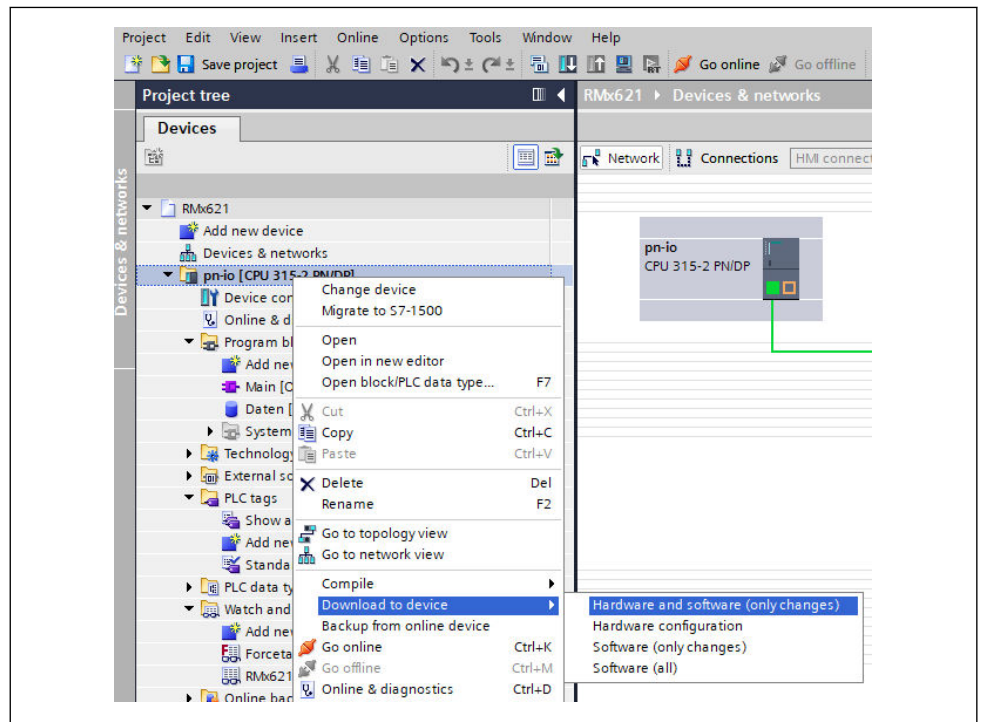 Project Edit View Insert Online Options Tools Window Help
Save project Go online Go offline
Project tree
RMx621 Devices & networks
Devices
Network Connections HMI connec
Devices & networks
RMx621
Add new device
Devices & networks
pn-io [CPU 315-2 PN/DP]
Device con
Online & d
Program bl
Add ne
Main [O
Daten [
System
Technology
External so
PLC tags
Show a
Add ne
Standa
PLC data ty
Watch and
Add ne
Forceta
RMx621
Online bac
pn-io
CPU 315-2 PN/DP
Change device
Migrate to S7-1500
Open
Open in new editor
Open block/PLC data type... F7
Cut Ctrl+X
Copy Ctrl+C
Paste Ctrl+V
Delete Del
Rename F2
Go to topology view
Go to network view
Compile
Download to device
Backup from online device
Go online Ctrl+K
Go offline Ctrl+M
Online & diagnostics Ctrl+D
Hardware and software (only changes)
Hardware configuration
Software (only changes)
Software (all)